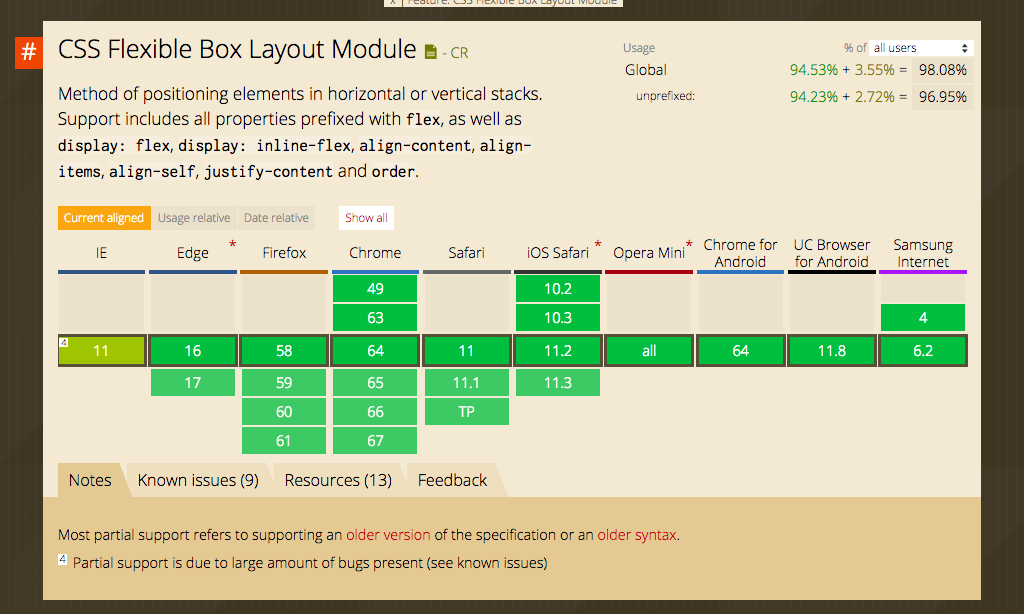 x | Feature: CSS Flexible Box Layout Module
# CSS Flexible Box Layout Module - CR
Usage % of all users
Global 94.53% + 3.55% = 98.08%
unprefixed: 94.23% + 2.72% = 96.95%
Method of positioning elements in horizontal or vertical stacks.
Support includes all properties prefixed with flex, as well as
display: flex, display: inline-flex, align-content, align-
items, align-self, justify-content and order.
Current aligned Usage relative Date relative Show all
IE Edge * Firefox Chrome Safari iOS Safari * Opera Mini * Chrome for Android UC Browser for Android Samsung Internet
49 10.2
63 10.3 4
4 11 16 58 64 11 11.2 all 64 11.8 6.2
17 59 65 11.1 11.3
60 66 TP
61 67
Notes Known issues (9) Resources (13) Feedback
Most partial support refers to supporting an older version of the specification or an older syntax.
4 Partial support is due to large amount of bugs present (see known issues)